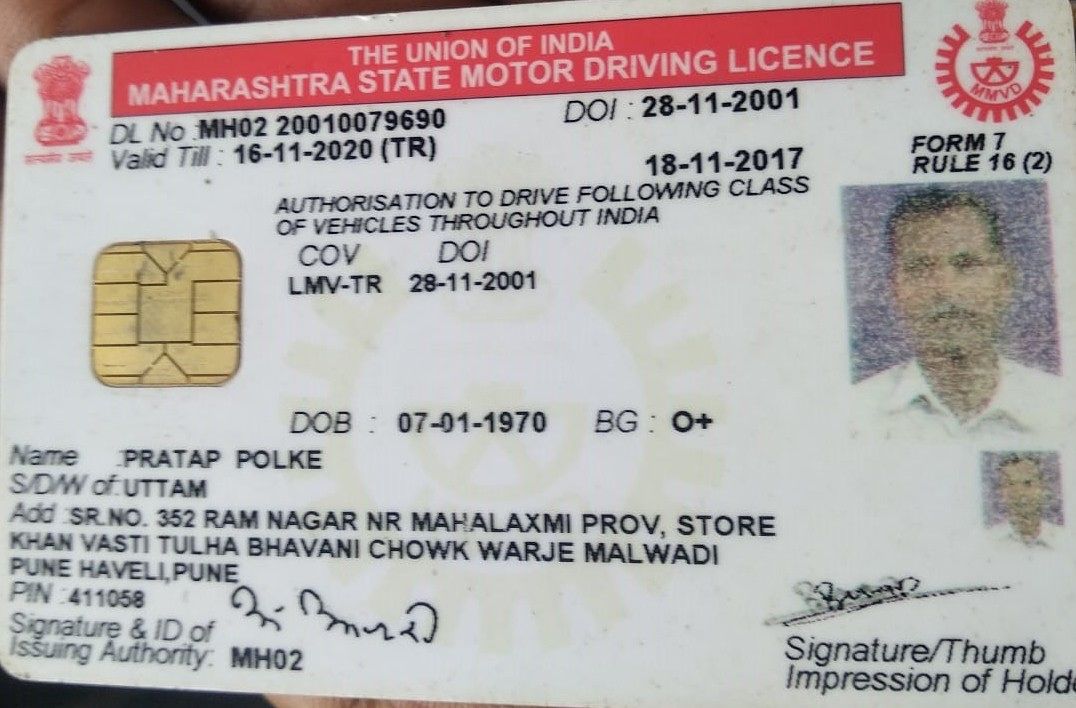 THE UNION OF INDIA
MAHARASHTRA STATE MOTOR DRIVING LICENCE
DL No : MH02 20010079690 DOI : 28-11-2001
Valid Till : 16-11-2020 (TR) 18-11-2017
FORM 7
RULE 16 (2)
AUTHORISATION TO DRIVE FOLLOWING CLASS
OF VEHICLES THROUGHOUT INDIA
COV DOI
LMV-TR 28-11-2001
DOB : 07-01-1970 BG : O+
Name :PRATAP POLKE
S/D/W of:UTTAM
Add :SR.NO. 352 RAM NAGAR NR MAHALAXMI PROV, STORE
KHAN VASTI TULHA BHAVANI CHOWK WARJE MALWADI
PUNE HAVELI,PUNE
PIN :411058
Signature & ID of
Issuing Authority: MH02
Signature/Thumb
Impression of
MMVD